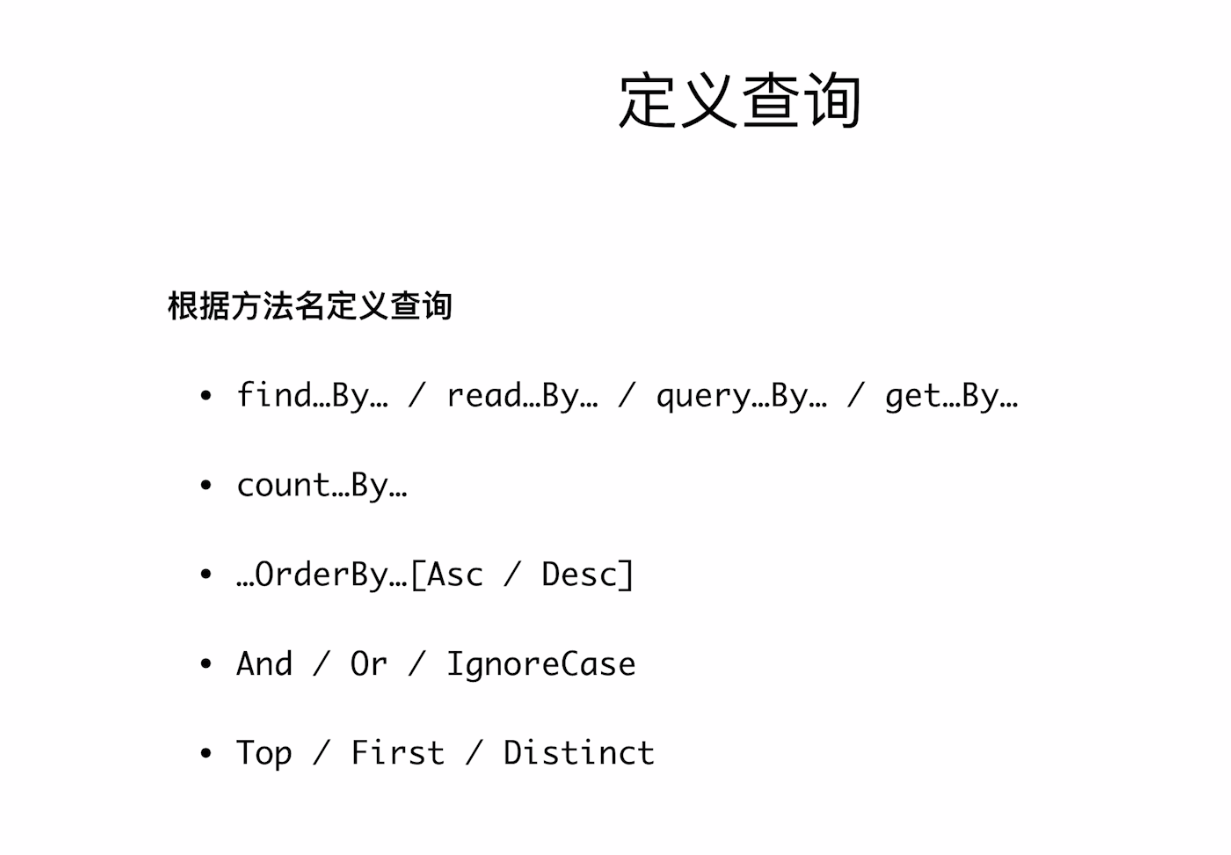 定义查询
根据方法名定义查询
• find…By… / read…By… / query…By… / get…By…
• count…By…
• …OrderBy…[Asc / Desc]
• And / Or / IgnoreCase
• Top / First / Distinct